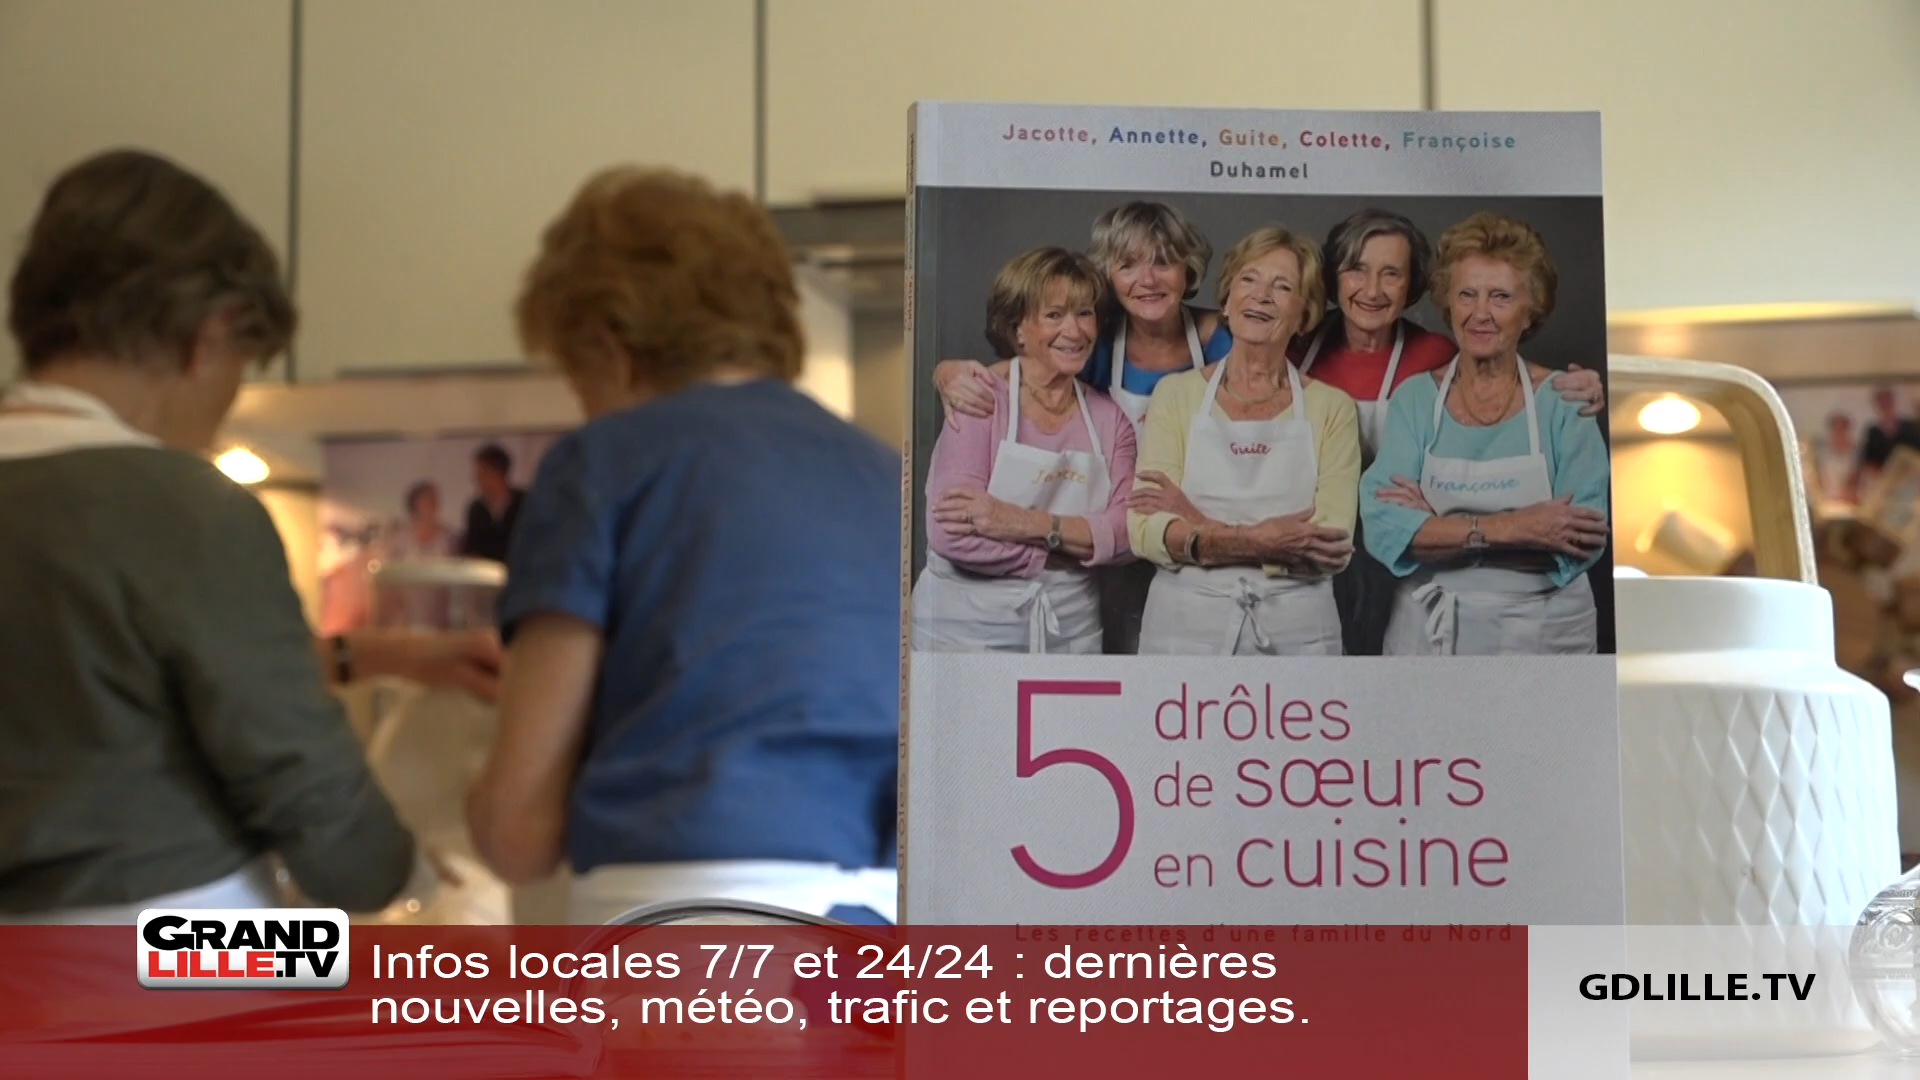 Jacotte, Annette, Guite, Colette, Françoise
Duhamel
Jacotte
Guite
Françoise
5 drôles
de sœurs
en cuisine
Les recettes d'une famille du Nord
GRAND
LILLE.TV
Infos locales 7/7 et 24/24 : dernières
nouvelles, météo, trafic et reportages.
GDLILLE.TV